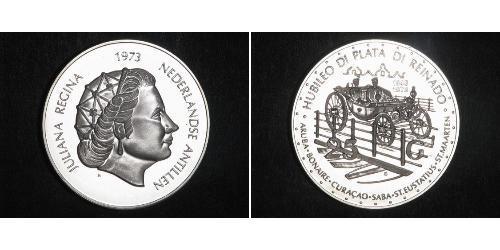 1973
JULIANA REGINA
NEDERLANDSE ANTILLEN
HUBILEO DI PLATA DI REINADO
1948
1973
25 G
ARUBA·BONAIRE·CURAÇAO·SABA·ST.EUSTATIUS·ST.MAARTEN